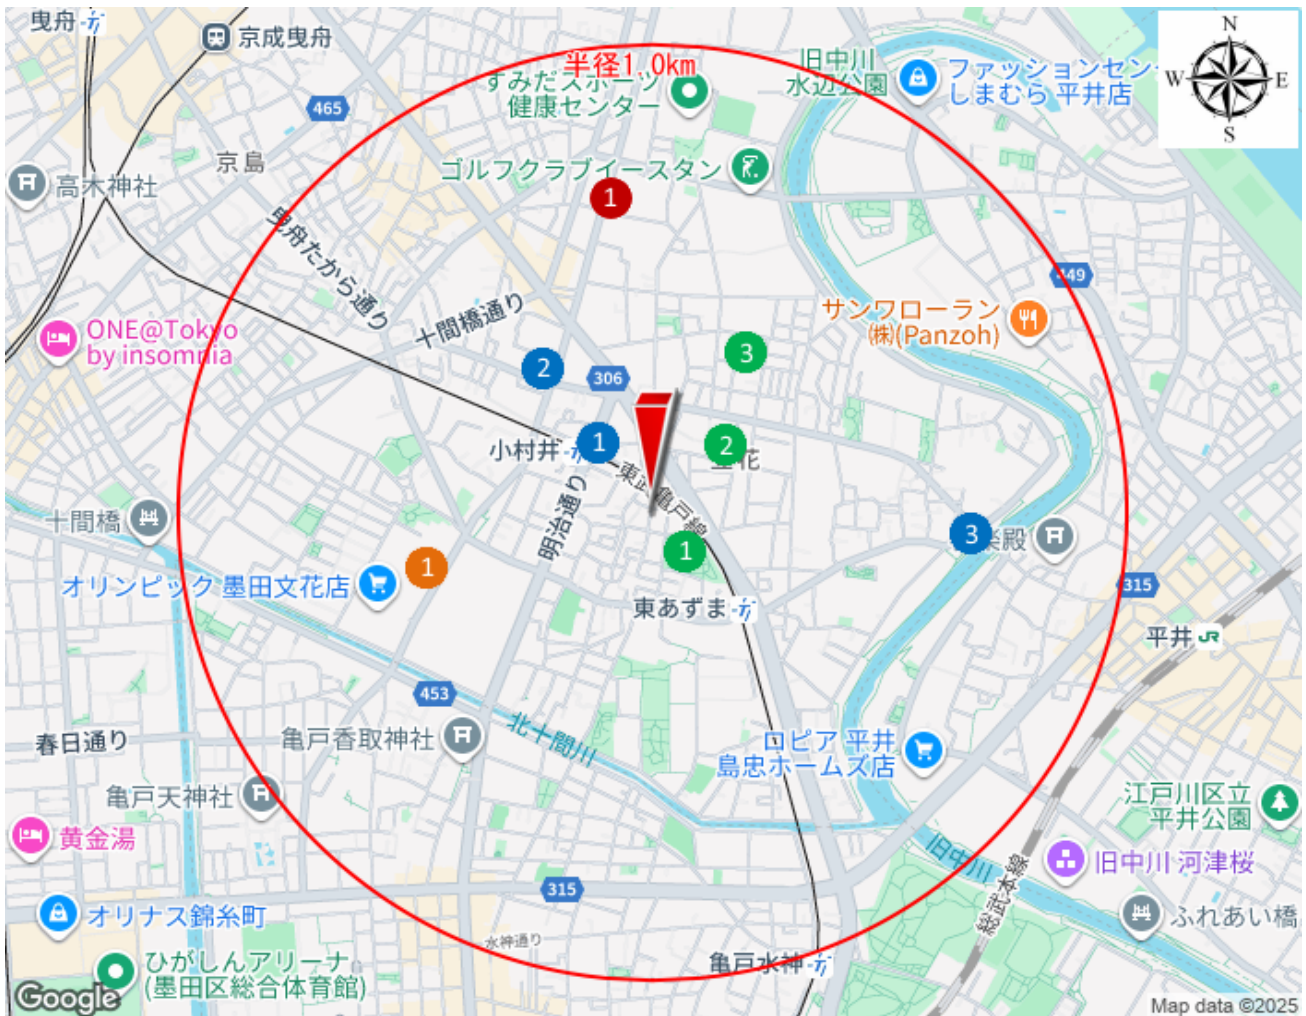 曳舟
京成曳舟
半径1.0km
すみだスポーツ
健康センター
旧中川
水辺公園
ファッションセン
しまむら 平井店
N
W
E
S
465
京島
ゴルフクラブイースタン
高木神社
1
曳舟たから通り
449
ONE@Tokyo
by insomnia
十間橋通り
サンワローラン
㈱(Panzoh)
3
2
306
小村井
1
2
花
東武亀戸線
明治通り
十間橋
3
楽殿
1
1
オリンピック 墨田文花店
東あずま
315
平井
JR
453
北十間川
春日通り
亀戸香取神社
ロピア 平井
島忠ホームズ店
亀戸天神社
江戸川区立
平井公園
黄金湯
旧中川
旧中川 河津桜
315
総武本線
オリナス錦糸町
ふれあい橋
水神通り
亀戸水神
ひがしんアリーナ
(墨田区総合体育館)
Google
Map data ©2025